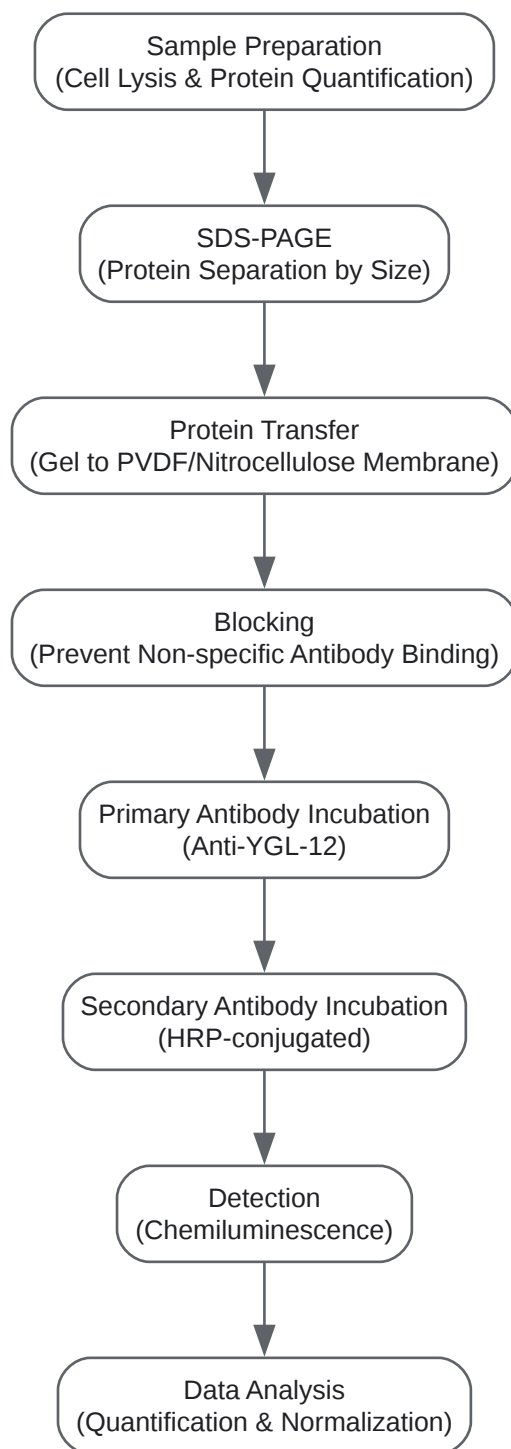 Sample Preparation
(Cell Lysis & Protein Quantification)
SDS-PAGE
(Protein Separation by Size)
Protein Transfer
(Gel to PVDF/Nitrocellulose Membrane)
Blocking
(Prevent Non-specific Antibody Binding)
Primary Antibody Incubation
(Anti-YGL-12)
Secondary Antibody Incubation
(HRP-conjugated)
Detection
(Chemiluminescence)
Data Analysis
(Quantification & Normalization)